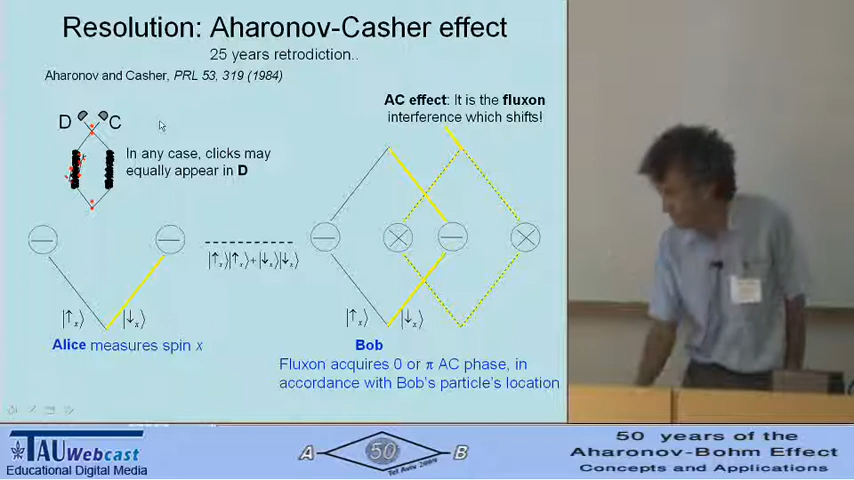 Resolution: Aharonov-Casher effect
25 years retrodiction..
Aharonov and Casher, PRL 53, 319 (1984)
D
C
In any case, clicks may
equally appear in D
AC effect: It is the fluxon
interference which shifts!
|↑ₓ⟩|↑ₓ⟩+|↓ₓ⟩|↓ₓ⟩
|↑ₓ⟩
|↓ₓ⟩
|↑ₓ⟩
|↓ₓ⟩
Alice measures spin x
Bob
Fluxon acquires 0 or π AC phase, in
accordance with Bob's particle's location
TAU Webcast
Educational Digital Media
A
50
B
Tel Aviv 2009
50 years of the
Aharonov-Bohm Effect
Concepts and Applications